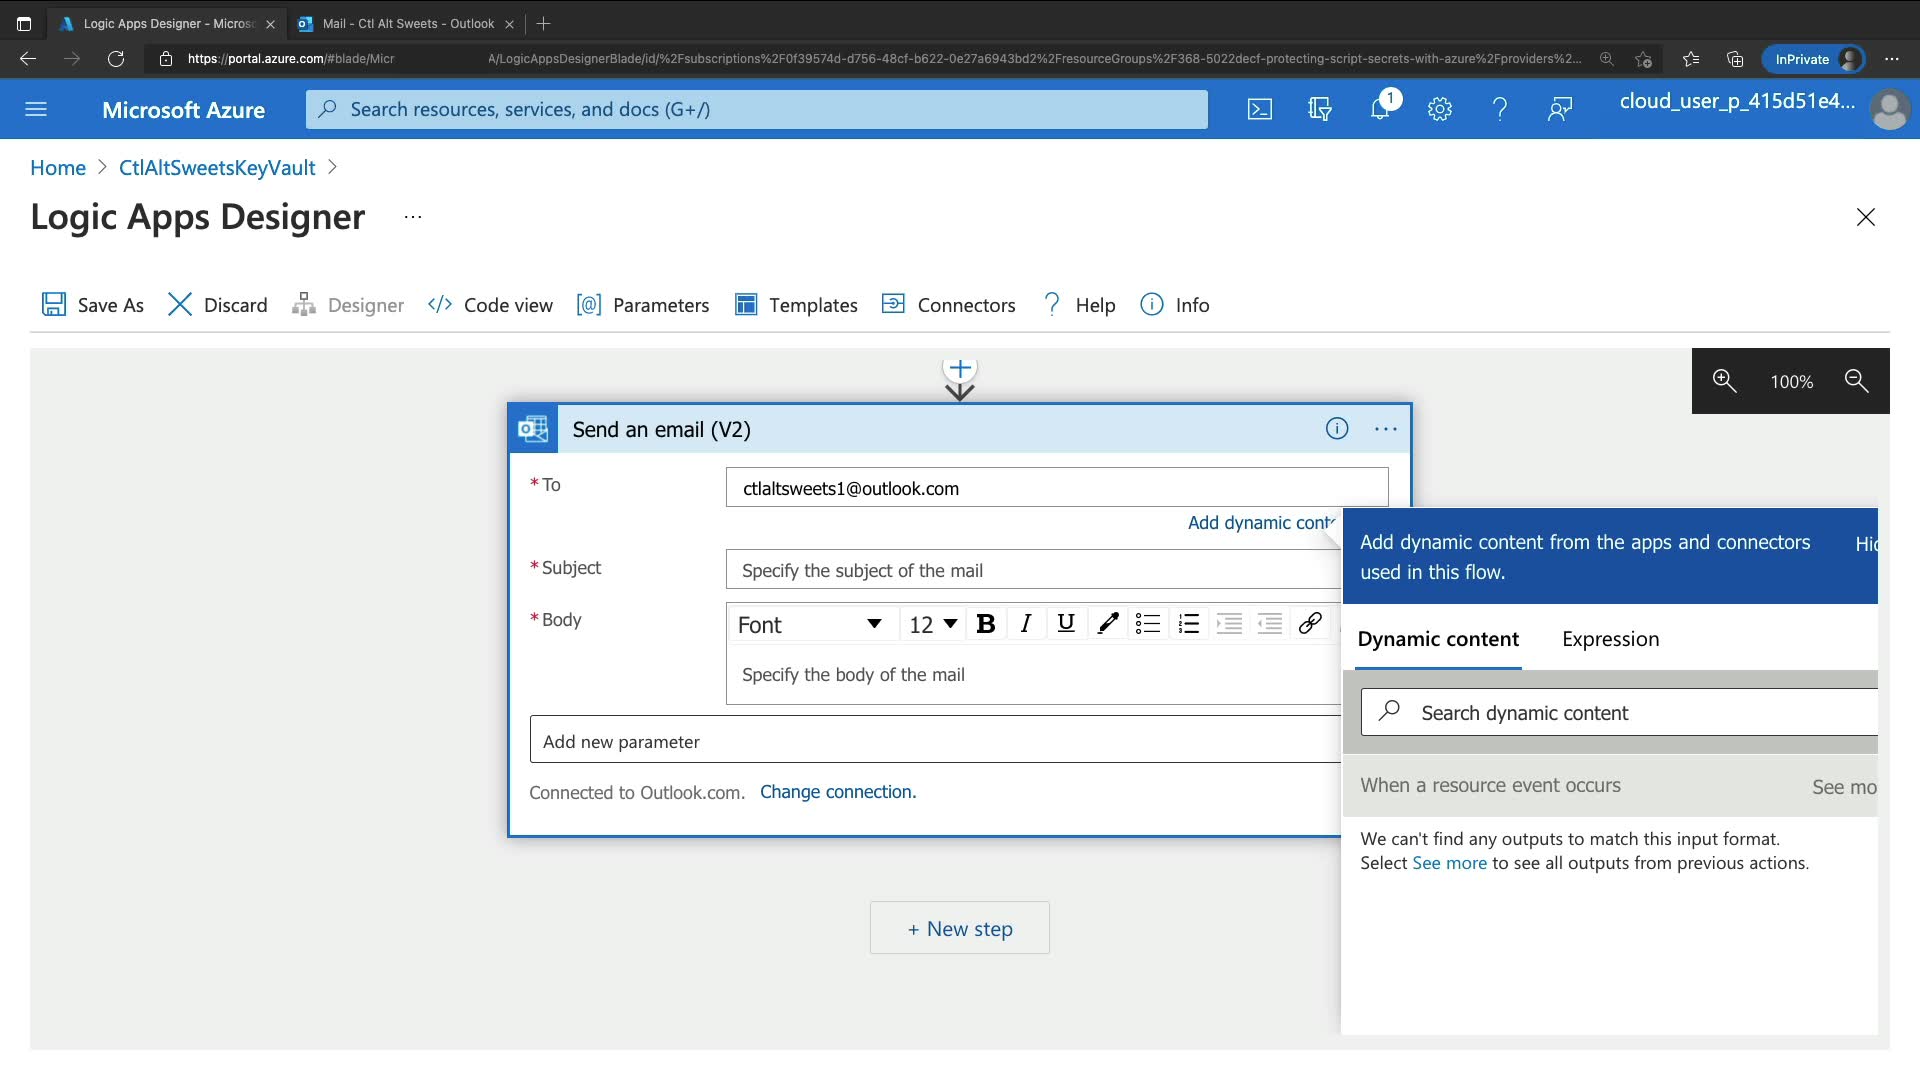 Logic Apps Designer - Micros
Mail - Ctl Alt Sweets - Outlook
https://portal.azure.com/#blade/Micr
A/LogicAppsDesignerBlade/id/%2Fsubscriptions%2F0f39574d-d756-48cf-b622-0e27a6943bd2%2FresourceGroups%2F368-5022decf-protecting-script-secrets-with-azure%2Fproviders%2...
InPrivate
Microsoft Azure
Search resources, services, and docs (G+/)
1
cloud_user_p_415d51e4...
Home > CtlAltSweetsKeyVault >
Logic Apps Designer ...
Save As
Discard
Designer
Code view
Parameters
Templates
Connectors
Help
Info
100%
Send an email (V2)
* To
ctlaltsweets1@outlook.com
Add dynamic conte
* Subject
Specify the subject of the mail
* Body
Font
12
B I U
Specify the body of the mail
Add new parameter
Connected to Outlook.com. Change connection.
+ New step
Add dynamic content from the apps and connectors
used in this flow.
Hid
Dynamic content
Expression
Search dynamic content
When a resource event occurs
See mo
We can't find any outputs to match this input format.
Select See more to see all outputs from previous actions.